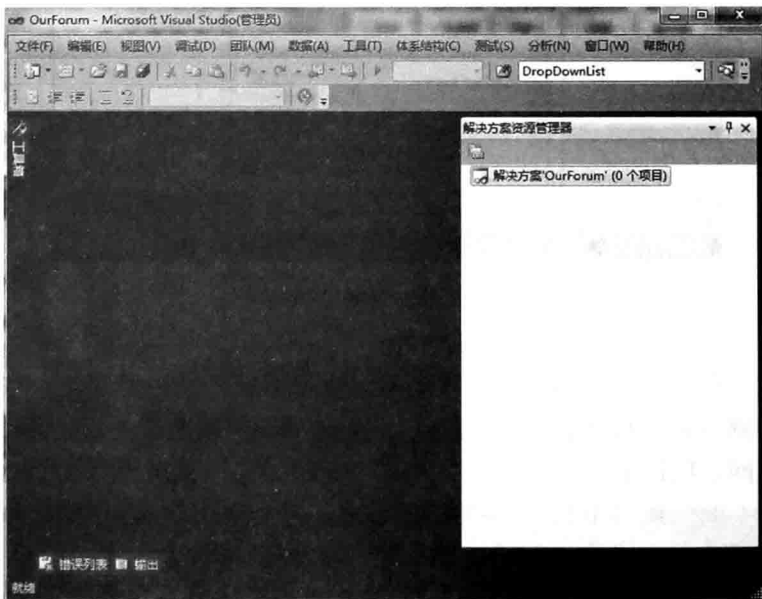 OurForum - Microsoft Visual Studio(管理员)
文件(F) 编辑(E) 视图(V) 调试(D) 团队(M) 数据(A) 工具(T) 体系结构(C) 测试(S) 分析(N) 窗口(W) 帮助(H)
DropDownList
工具箱
解决方案资源管理器
解决方案'OurForum' (0 个项目)
错误列表 输出
就绪